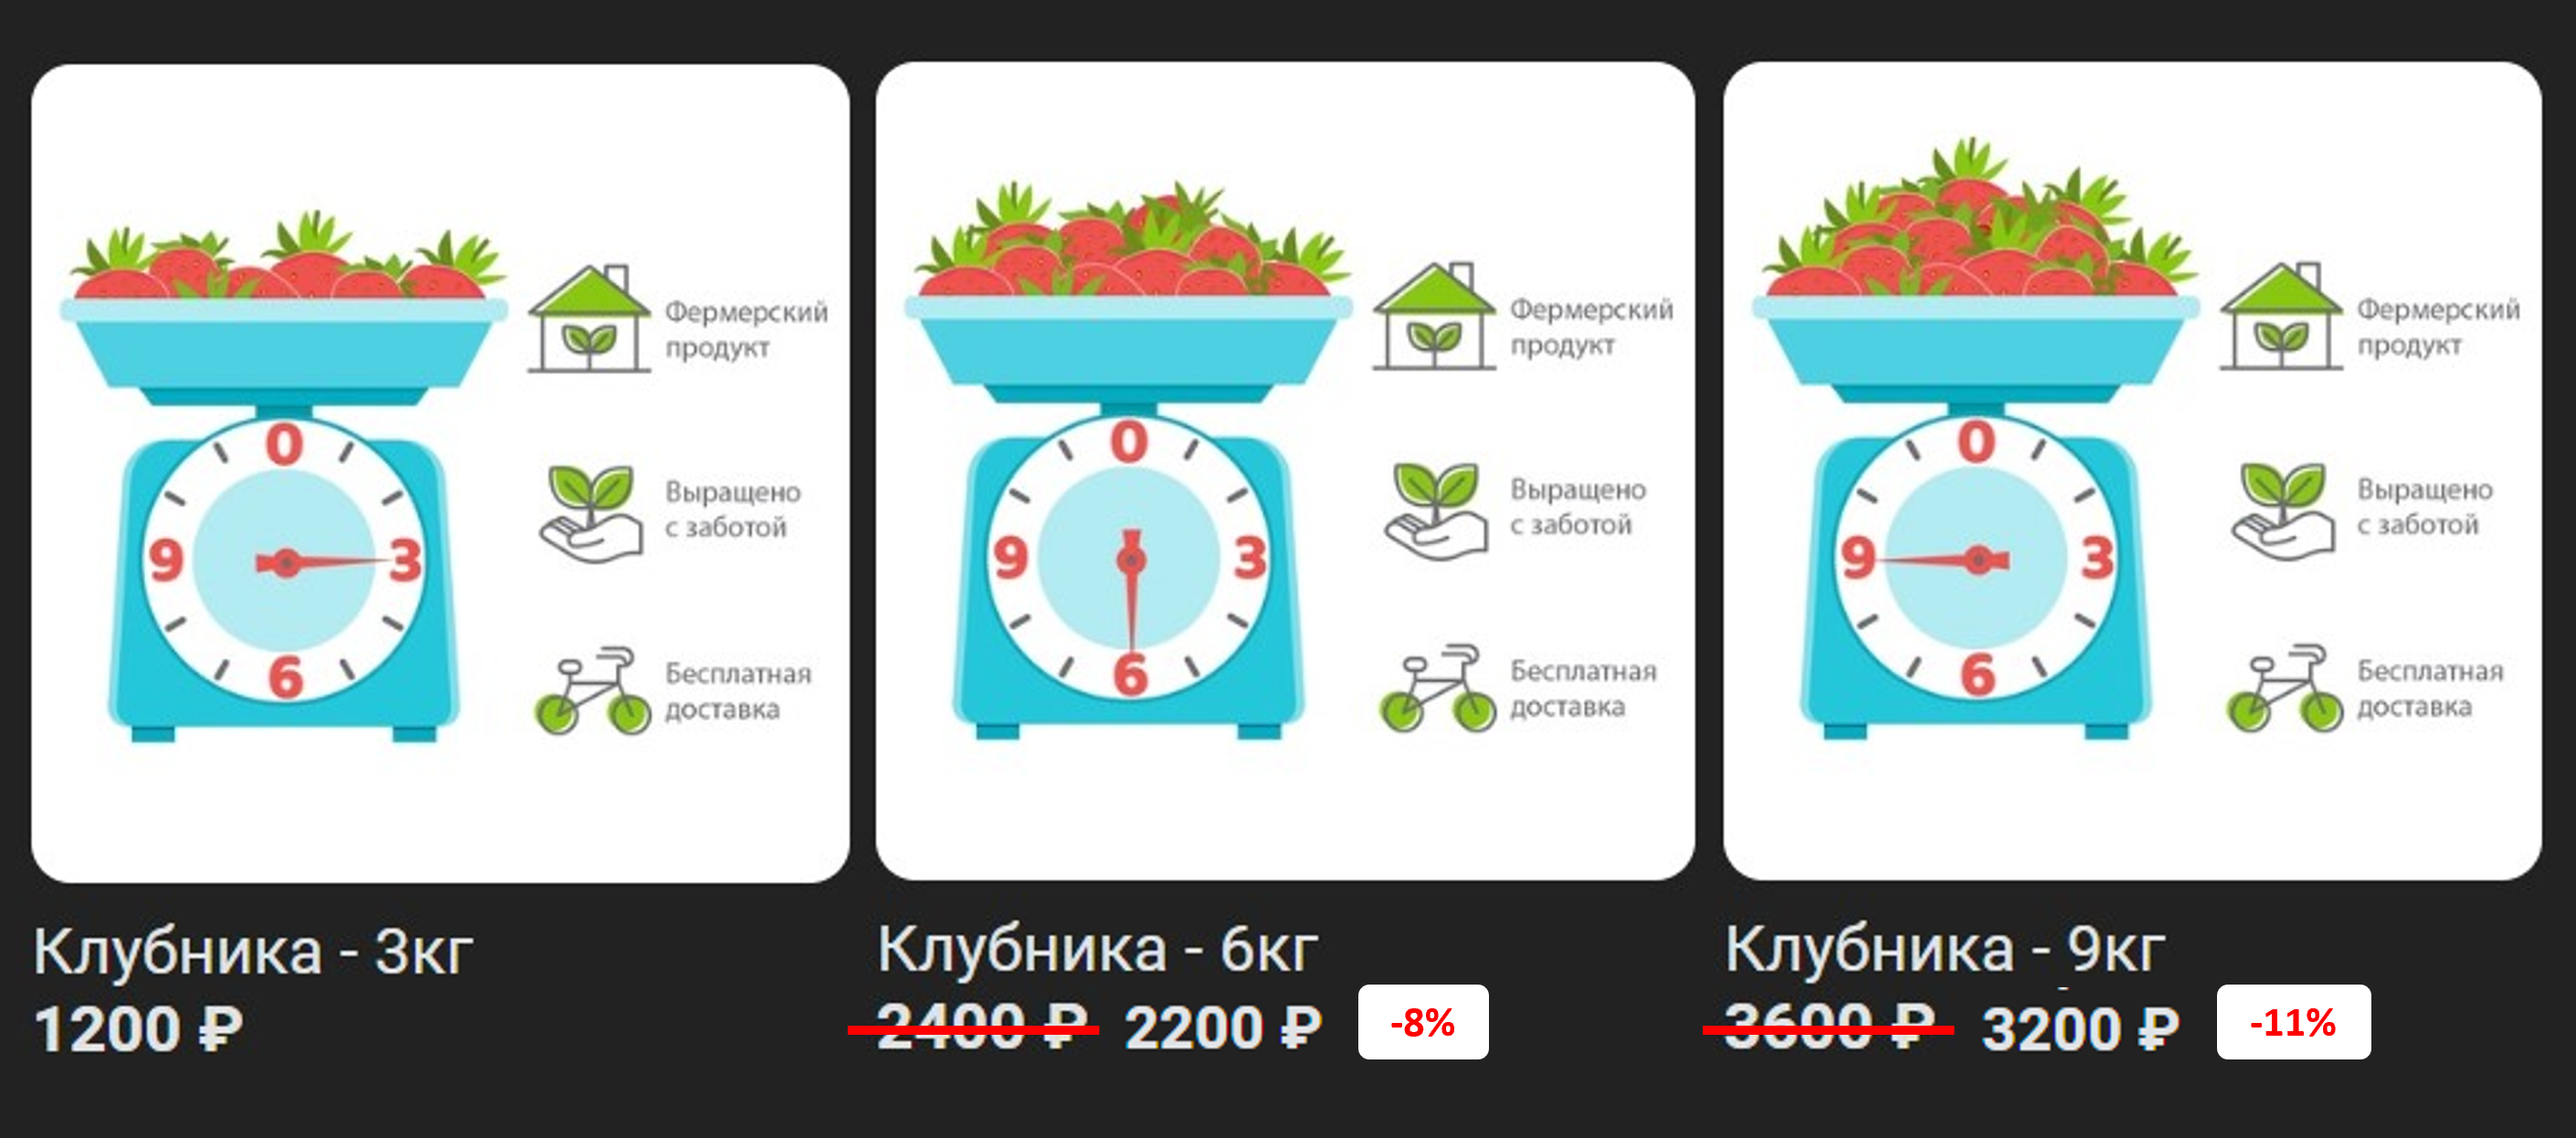 0
9
3
6
Фермерский
продукт
Выращено
с заботой
Бесплатная
доставка
Клубника - 3кг
1200 ₽
0
9
3
6
Фермерский
продукт
Выращено
с заботой
Бесплатная
доставка
Клубника - 6кг
2400 ₽ 2200 ₽ -8%
0
9
3
6
Фермерский
продукт
Выращено
с заботой
Бесплатная
доставка
Клубника - 9кг
3600 ₽ 3200 ₽ -11%